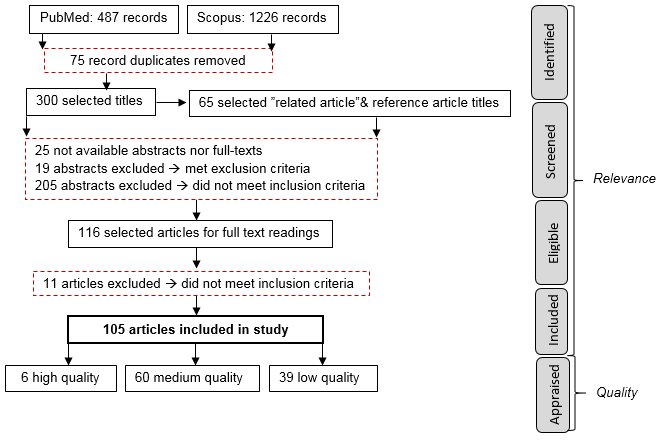 PubMed: 487 records
Scopus: 1226 records
75 record duplicates removed
300 selected titles
65 selected ”related article”& reference article titles
25 not available abstracts nor full-texts
19 abstracts excluded → met exclusion criteria
205 abstracts excluded → did not meet inclusion criteria
116 selected articles for full text readings
11 articles excluded → did not meet inclusion criteria
105 articles included in study
6 high quality
60 medium quality
39 low quality
Identified
Screened
Eligible
Included
Appraised
Relevance
Quality